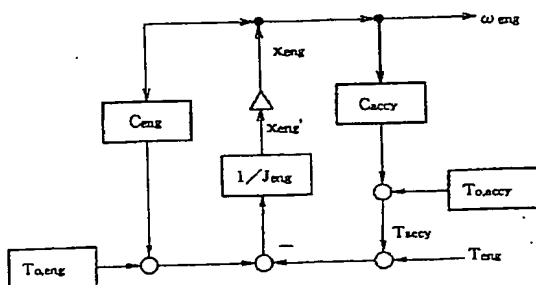 ω eng
xeng
Ceng
Caccy
xeng'
1/Jeng
To,accy
Taccy
−
To,eng
Teng